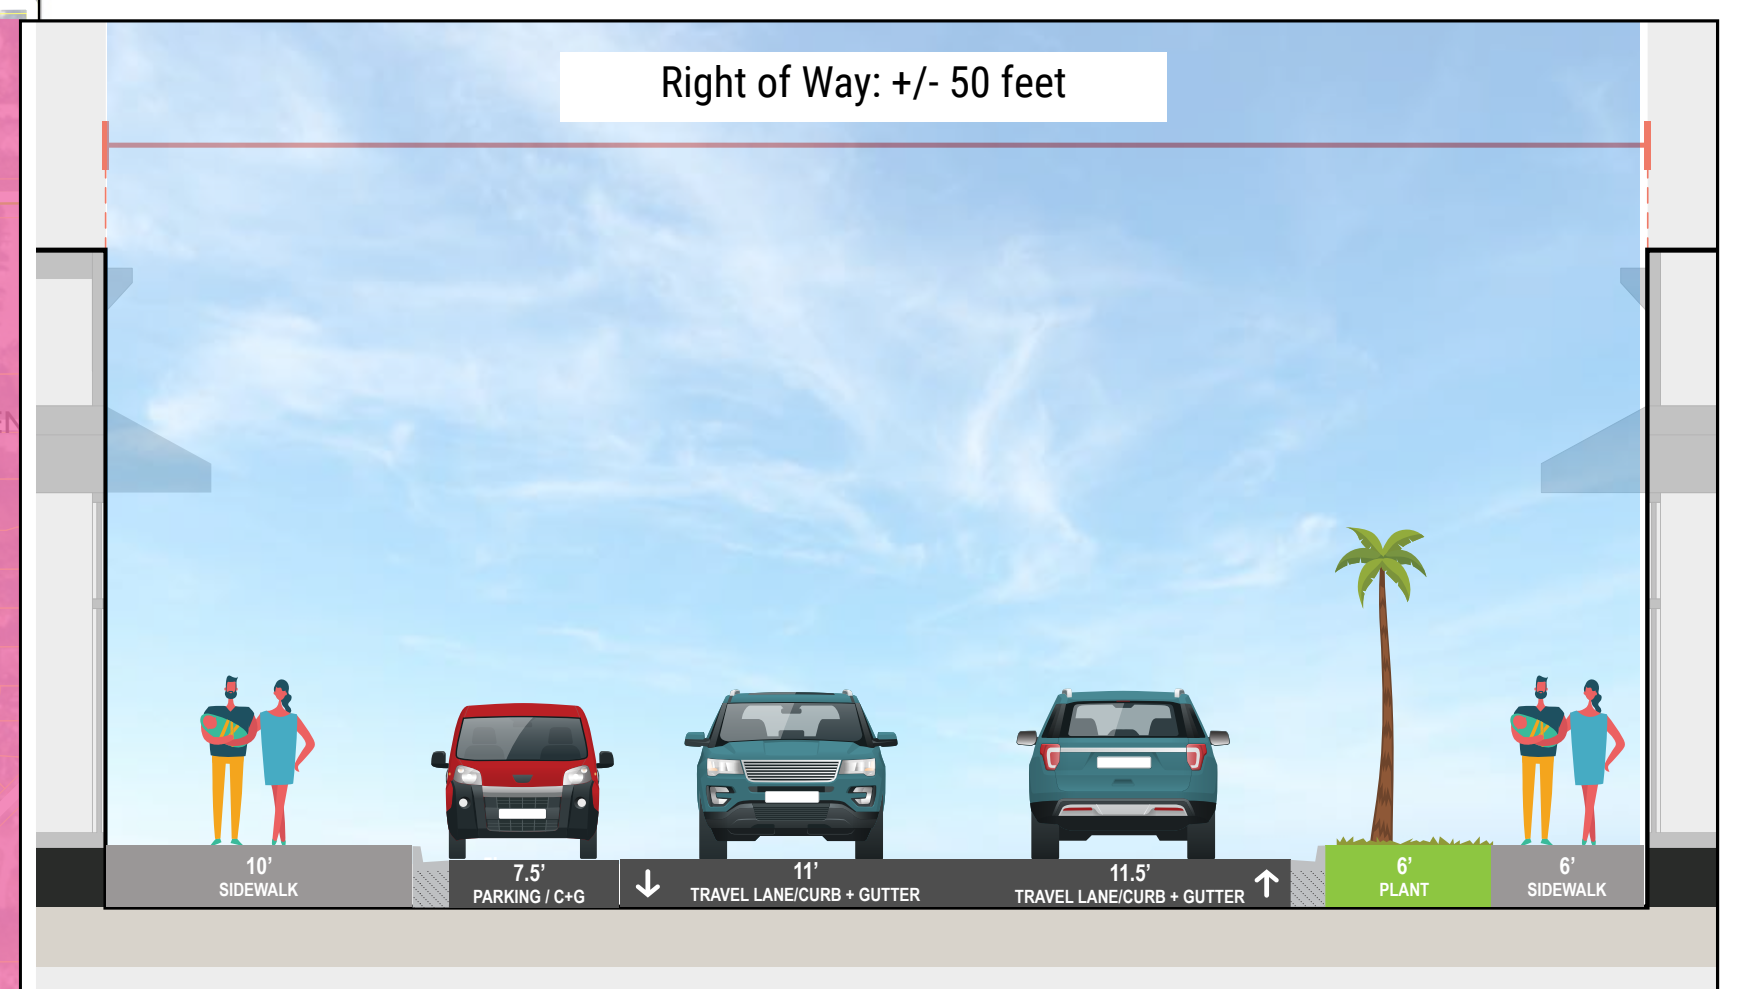 Right of Way: +/- 50 feet
EN
10’
SIDEWALK
7.5’
PARKING / C+G
11’
TRAVEL LANE/CURB + GUTTER
11.5’
TRAVEL LANE/CURB + GUTTER
6’
PLANT
6’
SIDEWALK